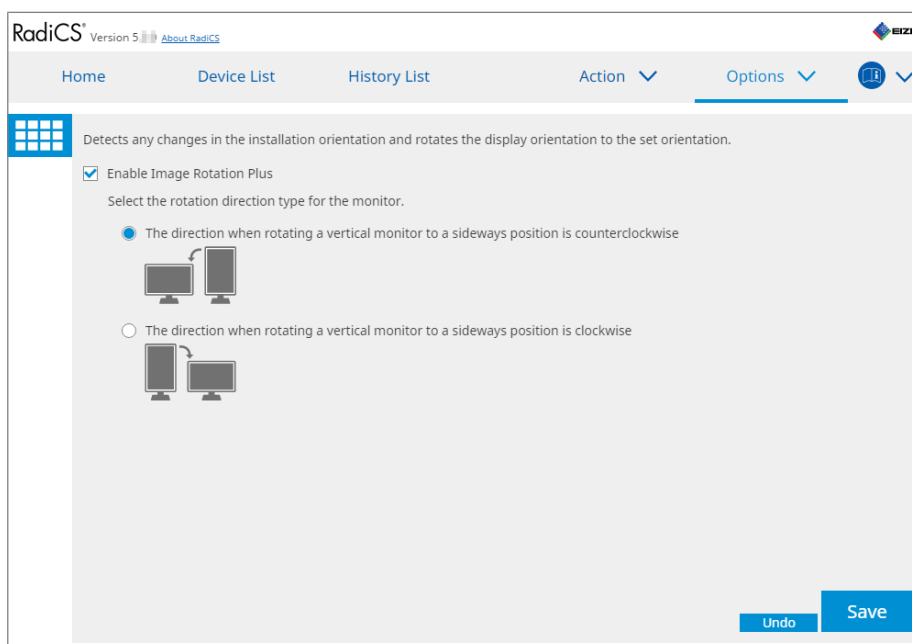 RadiCS® Version 5. About RadiCS
EIZ
Home Device List History List Action Options
Detects any changes in the installation orientation and rotates the display orientation to the set orientation.
Enable Image Rotation Plus
Select the rotation direction type for the monitor.
The direction when rotating a vertical monitor to a sideways position is counterclockwise
The direction when rotating a vertical monitor to a sideways position is clockwise
Save
Undo